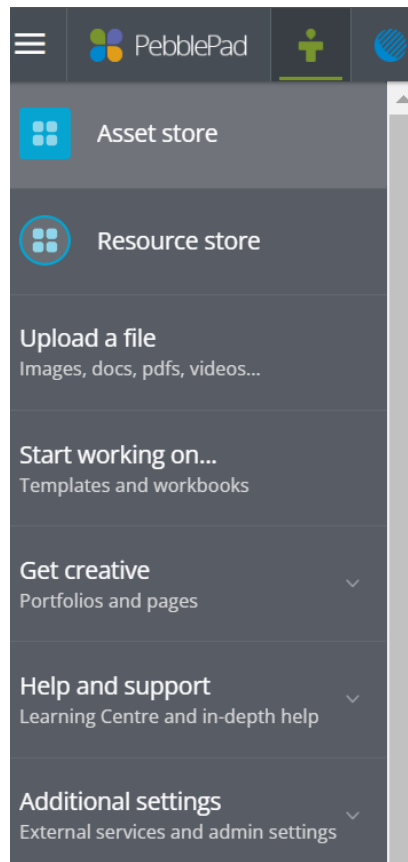 PebblePad
Asset store
Resource store
Upload a file
Images, docs, pdfs, videos...
Start working on...
Templates and workbooks
Get creative
Portfolios and pages
Help and support
Learning Centre and in-depth help
Additional settings
External services and admin settings